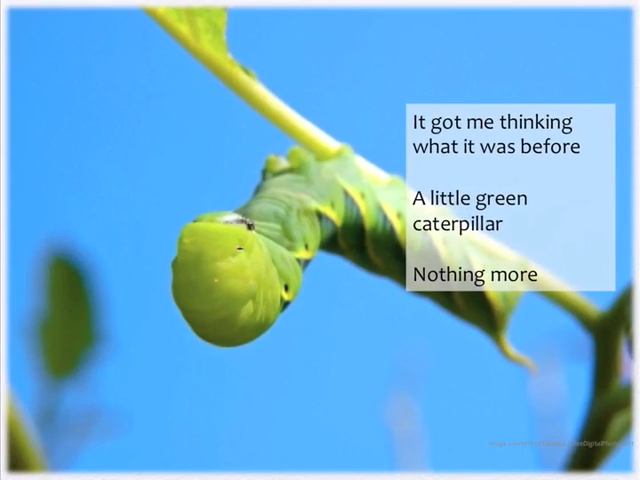 It got me thinking
what it was before
A little green
caterpillar
Nothing more